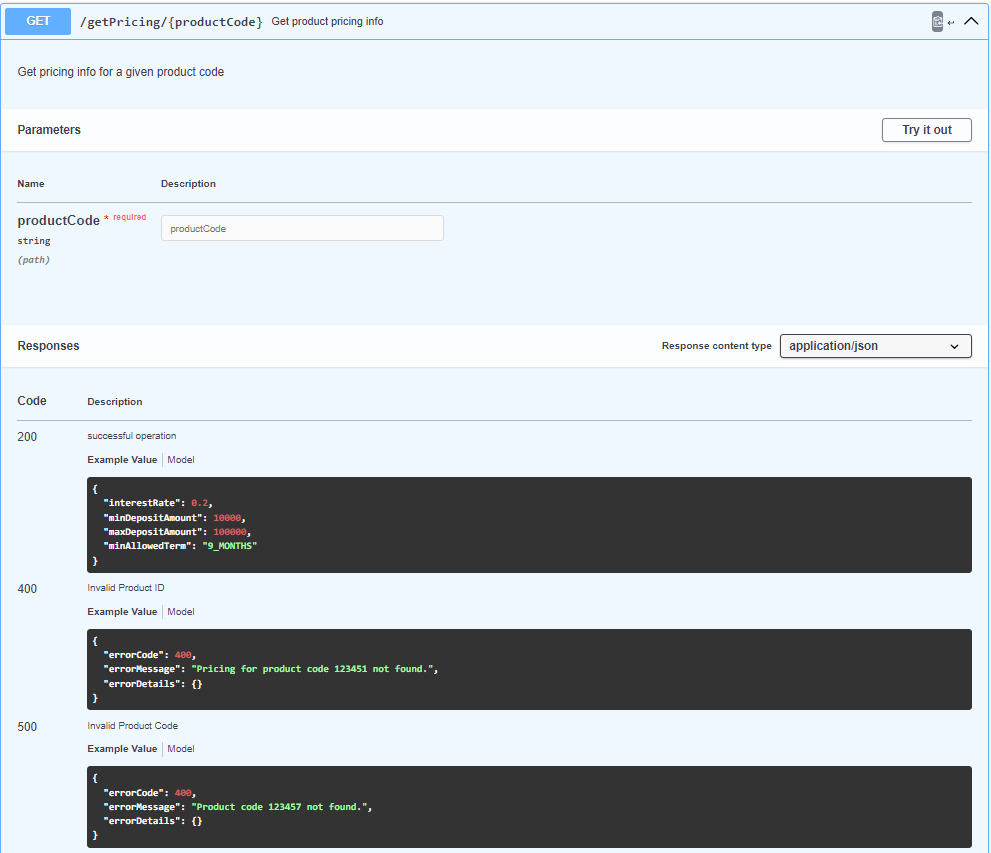 GET /getPricing/{productCode} Get product pricing info
Get pricing info for a given product code
Parameters Try it out
Name Description
productCode * required productCode
string
(path)
Responses Response content type application/json
Code Description
200 successful operation
Example Value Model
{
"interestRate": 0.2,
"minDepositAmount": 10000,
"maxDepositAmount": 100000,
"minAllowedTerm": "9_MONTHS"
}
400 Invalid Product ID
Example Value Model
{
"errorCode": 400,
"errorMessage": "Pricing for product code 123451 not found.",
"errorDetails": {}
}
500 Invalid Product Code
Example Value Model
{
"errorCode": 400,
"errorMessage": "Product code 123457 not found.",
"errorDetails": {}
}